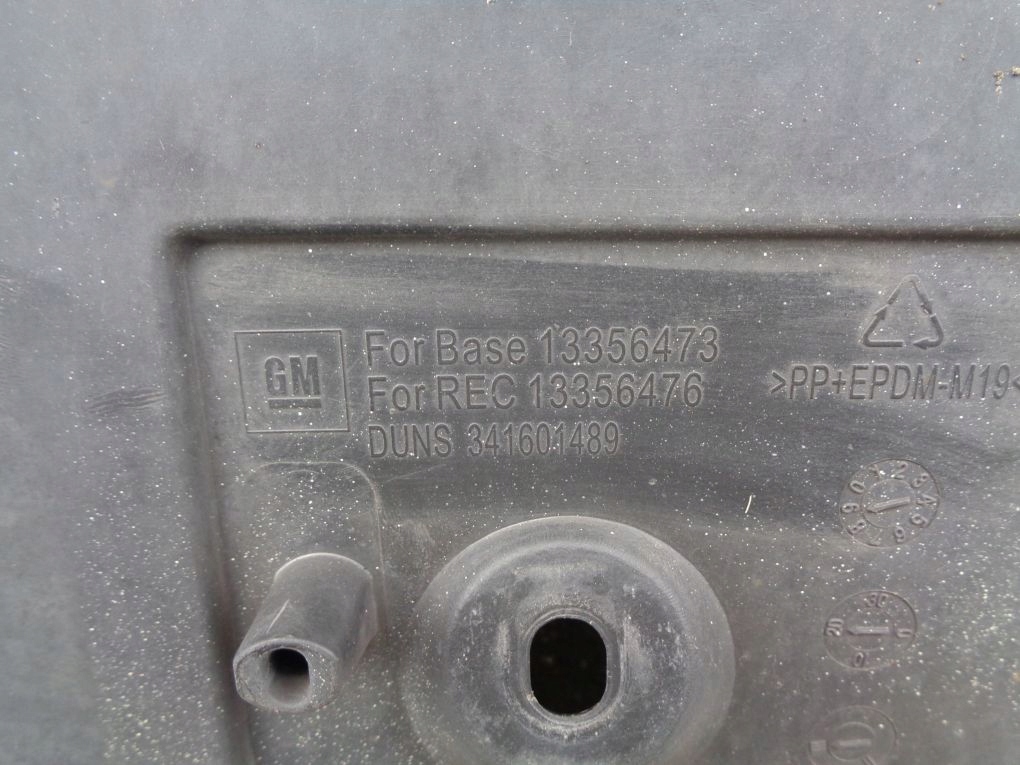 GM
For Base 13356473
For REC 13356476
DUNS 341601489
>PP+EPDM-M19<